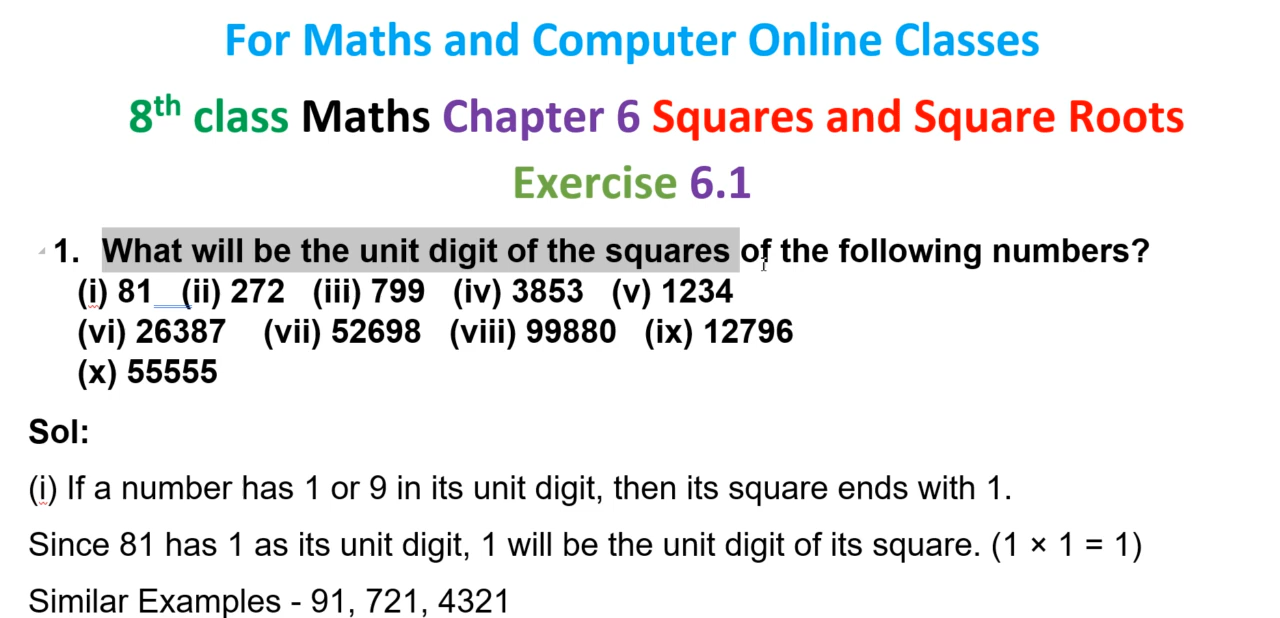 For Maths and Computer Online Classes
8th class Maths Chapter 6 Squares and Square Roots
Exercise 6.1
1. What will be the unit digit of the squares of the following numbers?
(i) 81 (ii) 272 (iii) 799 (iv) 3853 (v) 1234
(vi) 26387 (vii) 52698 (viii) 99880 (ix) 12796
(x) 55555
Sol:
(i) If a number has 1 or 9 in its unit digit, then its square ends with 1.
Since 81 has 1 as its unit digit, 1 will be the unit digit of its square. (1 × 1 = 1)
Similar Examples - 91, 721, 4321